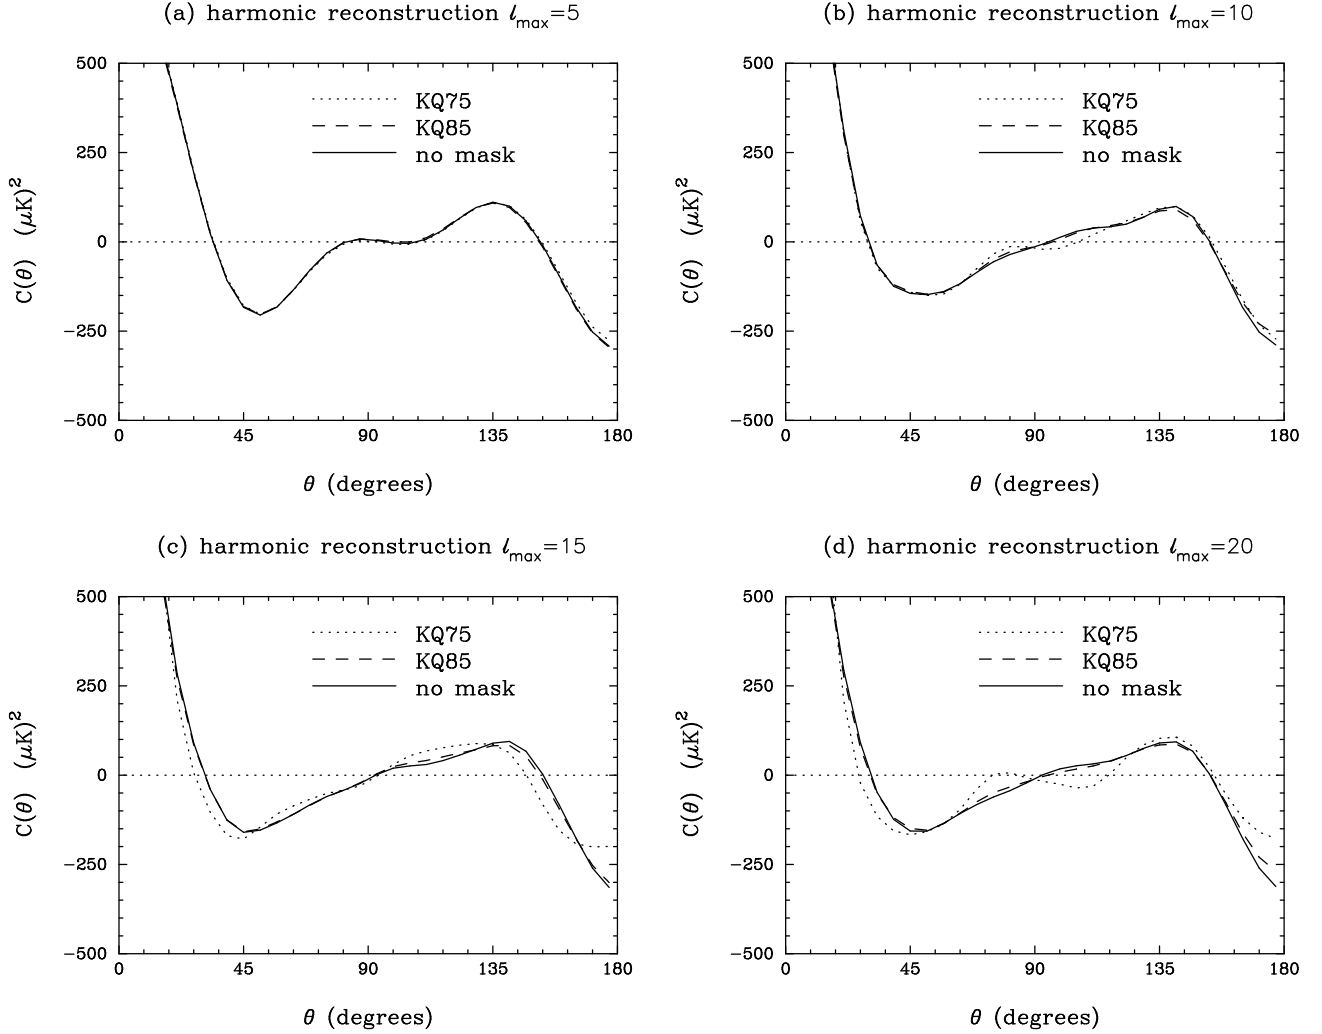 (a) harmonic reconstruction lmax=5
500
250
0
−250
−500
C(θ) (μK)²
KQ75
KQ85
no mask
0 45 90 135 180
θ (degrees)
(b) harmonic reconstruction lmax=10
500
250
0
−250
−500
C(θ) (μK)²
KQ75
KQ85
no mask
0 45 90 135 180
θ (degrees)
(c) harmonic reconstruction lmax=15
500
250
0
−250
−500
C(θ) (μK)²
KQ75
KQ85
no mask
0 45 90 135 180
θ (degrees)
(d) harmonic reconstruction lmax=20
500
250
0
−250
−500
C(θ) (μK)²
KQ75
KQ85
no mask
0 45 90 135 180
θ (degrees)